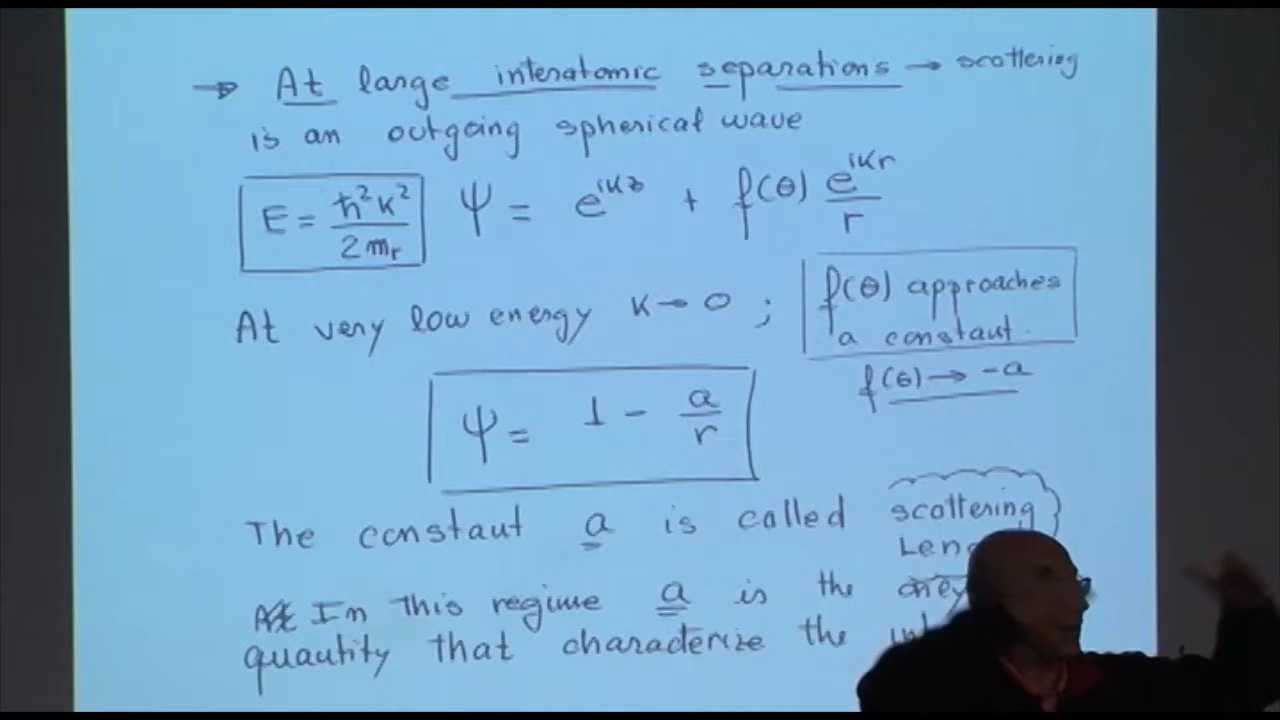 → At large interatomic separations → scattering
is an outgoing spherical wave
E = ħ²k²/2mᵣ ψ = e^{ikz} + f(θ) e^{ikr}/r
At very low energy k → 0 ; f(θ) approaches
a constant.
f(θ) → -a
ψ = 1 - a/r
The constant a is called scattering
In this regime a is the
quantity that characterize the